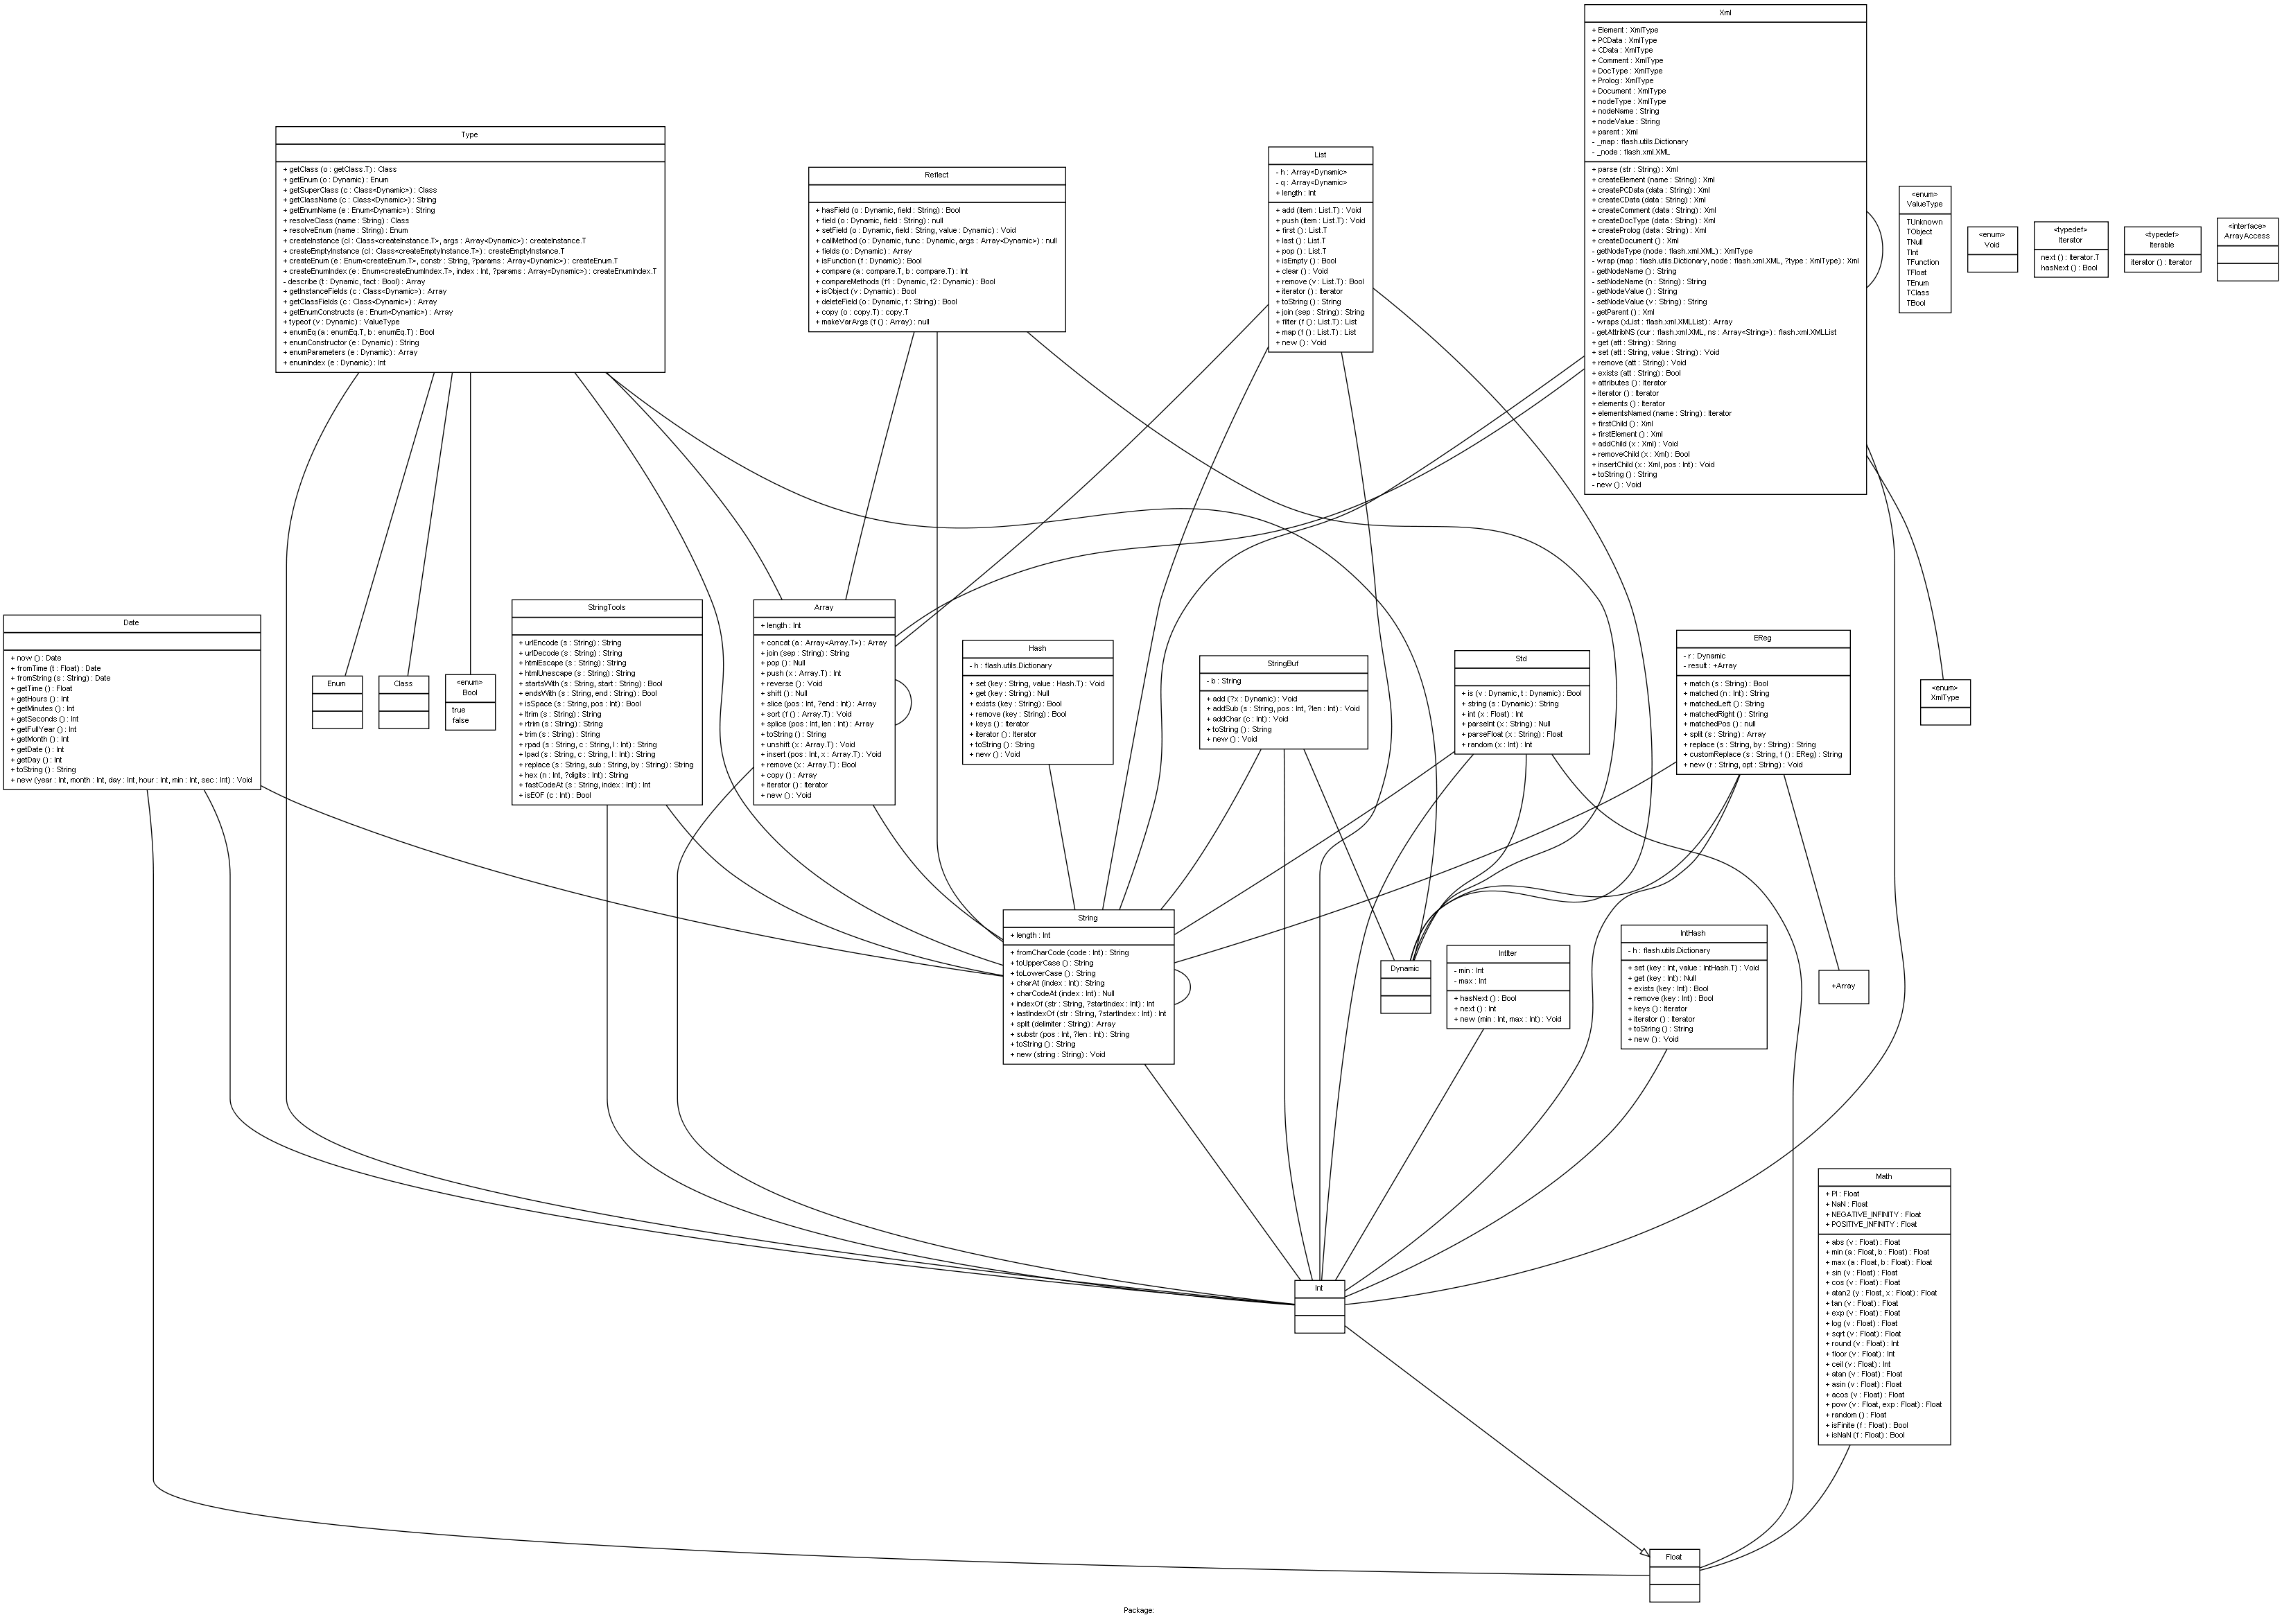 Xml
+ Element : XmlType
+ PCData : XmlType
+ CData : XmlType
+ Comment : XmlType
+ DocType : XmlType
+ Prolog : XmlType
+ Document : XmlType
+ nodeType : XmlType
+ nodeName : String
+ nodeValue : String
+ parent : Xml
- _map : flash.utils.Dictionary
- _node : flash.xml.XML
+ parse (str : String) : Xml
+ createElement (name : String) : Xml
+ createPCData (data : String) : Xml
+ createCData (data : String) : Xml
+ createComment (data : String) : Xml
+ createDocType (data : String) : Xml
+ createProlog (data : String) : Xml
+ createDocument () : Xml
- getNodeType (node : flash.xml.XML) : XmlType
- wrap (map : flash.utils.Dictionary, node : flash.xml.XML, ?type : XmlType) : Xml
- getNodeName () : String
- setNodeName (n : String) : String
- getNodeValue () : String
- setNodeValue (v : String) : String
- getParent () : Xml
- wraps (xList : flash.xml.XMLList) : Array
- getAttribNS (cur : flash.xml.XML, ns : Array<String>) : flash.xml.XMLList
+ get (att : String) : String
+ set (att : String, value : String) : Void
+ remove (att : String) : Void
+ exists (att : String) : Bool
+ attributes () : Iterator
+ iterator () : Iterator
+ elements () : Iterator
+ elementsNamed (name : String) : Iterator
+ firstChild () : Xml
+ firstElement () : Xml
+ addChild (x : Xml) : Void
+ removeChild (x : Xml) : Bool
+ insertChild (x : Xml, pos : Int) : Void
+ toString () : String
- new () : Void
Type
+ getClass (o : getClass.T) : Class
+ getEnum (o : Dynamic) : Enum
+ getSuperClass (c : Class<Dynamic>) : Class
+ getClassName (c : Class<Dynamic>) : String
+ getEnumName (e : Enum<Dynamic>) : String
+ resolveClass (name : String) : Class
+ resolveEnum (name : String) : Enum
+ createInstance (cl : Class<createInstance.T>, args : Array<Dynamic>) : createInstance.T
+ createEmptyInstance (cl : Class<createEmptyInstance.T>) : createEmptyInstance.T
+ createEnum (e : Enum<createEnum.T>, constr : String, ?params : Array<Dynamic>) : createEnum.T
+ createEnumIndex (e : Enum<createEnumIndex.T>, index : Int, ?params : Array<Dynamic>) : createEnumIndex.T
- describe (t : Dynamic, fact : Bool) : Array
+ getInstanceFields (c : Class<Dynamic>) : Array
+ getClassFields (c : Class<Dynamic>) : Array
+ getEnumConstructs (e : Enum<Dynamic>) : Array
+ typeof (v : Dynamic) : ValueType
+ enumEq (a : enumEq.T, b : enumEq.T) : Bool
+ enumConstructor (e : Dynamic) : String
+ enumParameters (e : Dynamic) : Array
+ enumIndex (e : Dynamic) : Int
Reflect
+ hasField (o : Dynamic, field : String) : Bool
+ field (o : Dynamic, field : String) : null
+ setField (o : Dynamic, field : String, value : Dynamic) : Void
+ callMethod (o : Dynamic, func : Dynamic, args : Array<Dynamic>) : null
+ fields (o : Dynamic) : Array
+ isFunction (f : Dynamic) : Bool
+ compare (a : compare.T, b : compare.T) : Int
+ compareMethods (f1 : Dynamic, f2 : Dynamic) : Bool
+ isObject (v : Dynamic) : Bool
+ deleteField (o : Dynamic, f : String) : Bool
+ copy (o : copy.T) : copy.T
+ makeVarArgs (f () : Array) : null
List
- h : Array<Dynamic>
- q : Array<Dynamic>
+ length : Int
+ add (item : List.T) : Void
+ push (item : List.T) : Void
+ first () : List.T
+ last () : List.T
+ pop () : List.T
+ isEmpty () : Bool
+ clear () : Void
+ remove (v : List.T) : Bool
+ iterator () : Iterator
+ toString () : String
+ join (sep : String) : String
+ filter (f () : List.T) : List
+ map (f () : List.T) : List
+ new () : Void
<enum>
ValueType
TUnknown
TObject
TNull
TInt
TFunction
TFloat
TEnum
TClass
TBool
<enum>
Void
<typedef>
Iterator
next () : Iterator.T
hasNext () : Bool
<typedef>
Iterable
iterator () : Iterator
<interface>
ArrayAccess
Date
+ now () : Date
+ fromTime (t : Float) : Date
+ fromString (s : String) : Date
+ getTime () : Float
+ getHours () : Int
+ getMinutes () : Int
+ getSeconds () : Int
+ getFullYear () : Int
+ getMonth () : Int
+ getDate () : Int
+ getDay () : Int
+ toString () : String
+ new (year : Int, month : Int, day : Int, hour : Int, min : Int, sec : Int) : Void
Enum
Class
<enum>
Bool
true
false
StringTools
+ urlEncode (s : String) : String
+ urlDecode (s : String) : String
+ htmlEscape (s : String) : String
+ htmlUnescape (s : String) : String
+ startsWith (s : String, start : String) : Bool
+ endsWith (s : String, end : String) : Bool
+ isSpace (s : String, pos : Int) : Bool
+ ltrim (s : String) : String
+ rtrim (s : String) : String
+ trim (s : String) : String
+ rpad (s : String, c : String, l : Int) : String
+ lpad (s : String, c : String, l : Int) : String
+ replace (s : String, sub : String, by : String) : String
+ hex (n : Int, ?digits : Int) : String
+ fastCodeAt (s : String, index : Int) : Int
+ isEOF (c : Int) : Bool
Array
+ length : Int
+ concat (a : Array<Array.T>) : Array
+ join (sep : String) : String
+ pop () : Null
+ push (x : Array.T) : Int
+ reverse () : Void
+ shift () : Null
+ slice (pos : Int, ?end : Int) : Array
+ sort (f () : Array.T) : Void
+ splice (pos : Int, len : Int) : Array
+ toString () : String
+ unshift (x : Array.T) : Void
+ insert (pos : Int, x : Array.T) : Void
+ remove (x : Array.T) : Bool
+ copy () : Array
+ iterator () : Iterator
+ new () : Void
Hash
- h : flash.utils.Dictionary
+ set (key : String, value : Hash.T) : Void
+ get (key : String) : Null
+ exists (key : String) : Bool
+ remove (key : String) : Bool
+ keys () : Iterator
+ iterator () : Iterator
+ toString () : String
+ new () : Void
StringBuf
- b : String
+ add (?x : Dynamic) : Void
+ addSub (s : String, pos : Int, ?len : Int) : Void
+ addChar (c : Int) : Void
+ toString () : String
+ new () : Void
Std
+ is (v : Dynamic, t : Dynamic) : Bool
+ string (s : Dynamic) : String
+ int (x : Float) : Int
+ parseInt (x : String) : Null
+ parseFloat (x : String) : Float
+ random (x : Int) : Int
EReg
- r : Dynamic
- result : +Array
+ match (s : String) : Bool
+ matched (n : Int) : String
+ matchedLeft () : String
+ matchedRight () : String
+ matchedPos () : null
+ split (s : String) : Array
+ replace (s : String, by : String) : String
+ customReplace (s : String, f () : EReg) : String
+ new (r : String, opt : String) : Void
<enum>
XmlType
String
+ length : Int
+ fromCharCode (code : Int) : String
+ toUpperCase () : String
+ toLowerCase () : String
+ charAt (index : Int) : String
+ charCodeAt (index : Int) : Null
+ indexOf (str : String, ?startIndex : Int) : Int
+ lastIndexOf (str : String, ?startIndex : Int) : Int
+ split (delimiter : String) : Array
+ substr (pos : Int, ?len : Int) : String
+ toString () : String
+ new (string : String) : Void
Dynamic
IntIter
- min : Int
- max : Int
+ hasNext () : Bool
+ next () : Int
+ new (min : Int, max : Int) : Void
IntHash
- h : flash.utils.Dictionary
+ set (key : Int, value : IntHash.T) : Void
+ get (key : Int) : Null
+ exists (key : Int) : Bool
+ remove (key : Int) : Bool
+ keys () : Iterator
+ iterator () : Iterator
+ toString () : String
+ new () : Void
+Array
Math
+ PI : Float
+ NaN : Float
+ NEGATIVE_INFINITY : Float
+ POSITIVE_INFINITY : Float
+ abs (v : Float) : Float
+ min (a : Float, b : Float) : Float
+ max (a : Float, b : Float) : Float
+ sin (v : Float) : Float
+ cos (v : Float) : Float
+ atan2 (y : Float, x : Float) : Float
+ tan (v : Float) : Float
+ exp (v : Float) : Float
+ log (v : Float) : Float
+ sqrt (v : Float) : Float
+ round (v : Float) : Int
+ floor (v : Float) : Int
+ ceil (v : Float) : Int
+ atan (v : Float) : Float
+ asin (v : Float) : Float
+ acos (v : Float) : Float
+ pow (v : Float, exp : Float) : Float
+ random () : Float
+ isFinite (f : Float) : Bool
+ isNaN (f : Float) : Bool
Int
Float
Package: